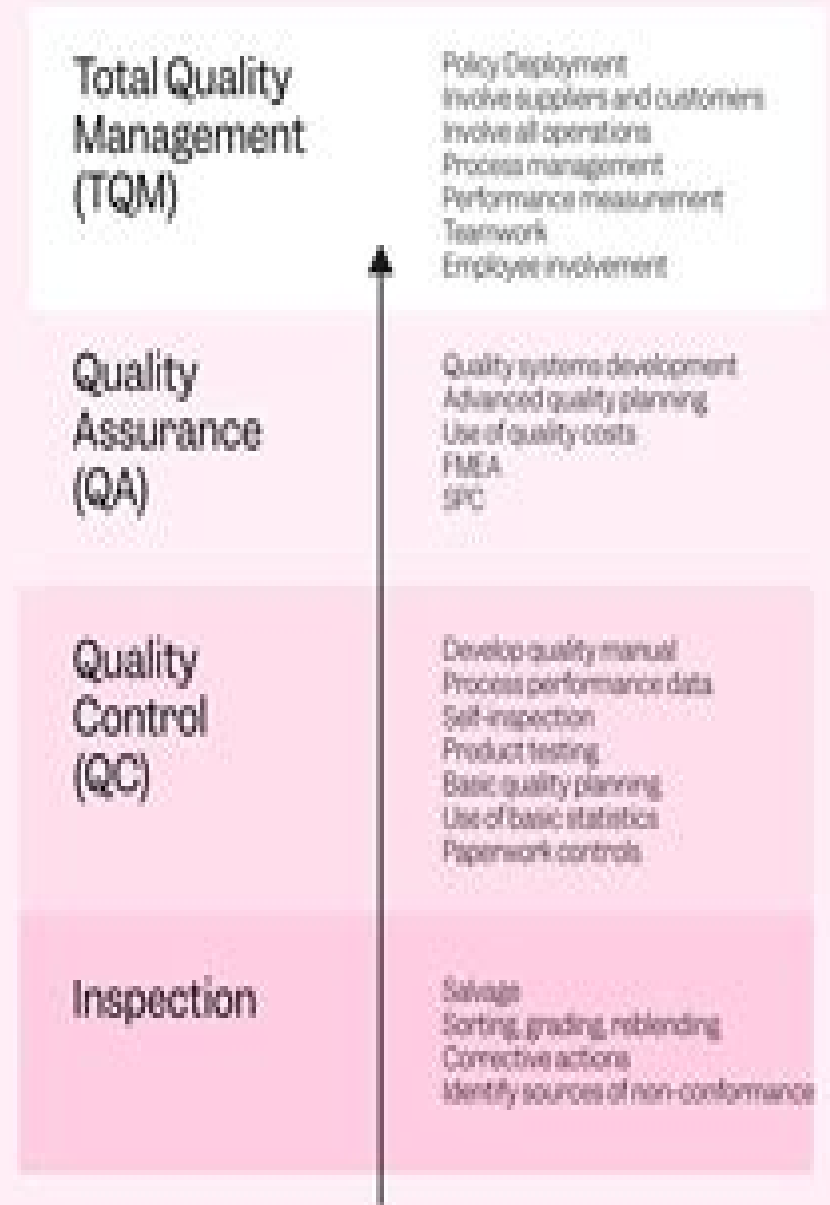 Total Quality
Management
(TQM)
Policy Deployment
Involve suppliers and customers
Involve all operations
Process management
Performance measurement
Teamwork
Employee involvement
Quality
Assurance
(QA)
Quality systems development
Advanced quality planning
Use of quality costs
FMEA
SPC
Quality
Control
(QC)
Develop quality manual
Process performance data
Self-inspection
Product testing
Basic quality planning
Use of basic statistics
Paperwork controls
Inspection
Salvage
Sorting, grading, reblending
Corrective actions
Identify sources of non-conformance